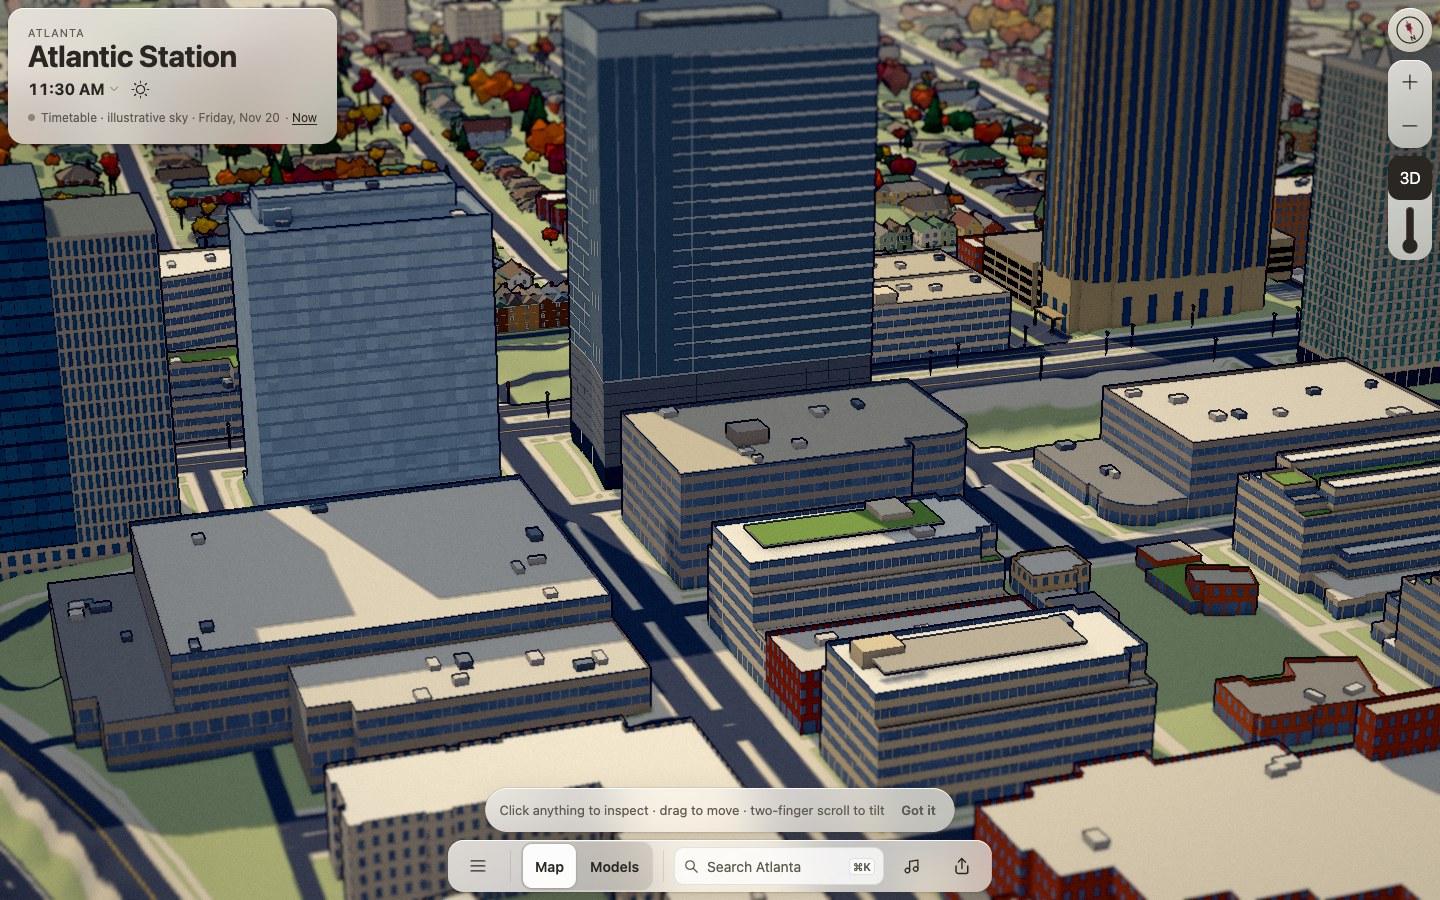 ATLANTA
Atlantic Station
11:30 AM
Timetable · illustrative sky · Friday, Nov 20 · Now
N
3D
Click anything to inspect · drag to move · two-finger scroll to tilt Got it
Map Models Search Atlanta ⌘K